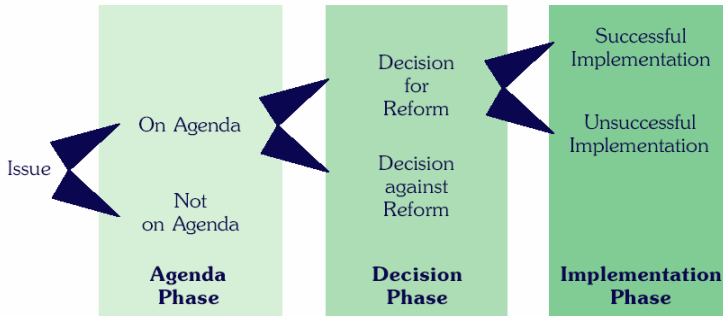 Issue
On Agenda
Not
on Agenda
Agenda
Phase
Decision
for
Reform
Decision
against
Reform
Decision
Phase
Successful
Implementation
Unsuccessful
Implementation
Implementation
Phase